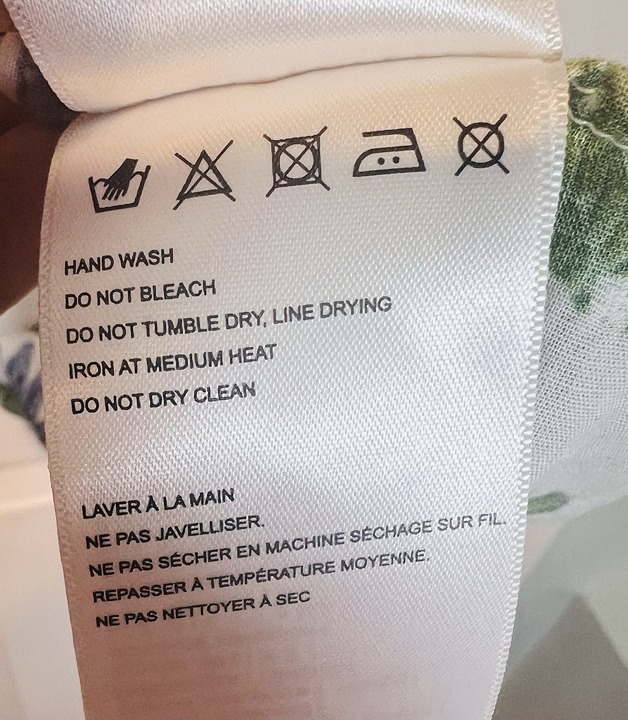 HAND WASH
DO NOT BLEACH
DO NOT TUMBLE DRY, LINE DRYING
IRON AT MEDIUM HEAT
DO NOT DRY CLEAN
LAVER À LA MAIN
NE PAS JAVELLISER.
NE PAS SÉCHER EN MACHINE SÉCHAGE SUR FIL.
REPASSER À TEMPÉRATURE MOYENNE.
NE PAS NETTOYER À SEC